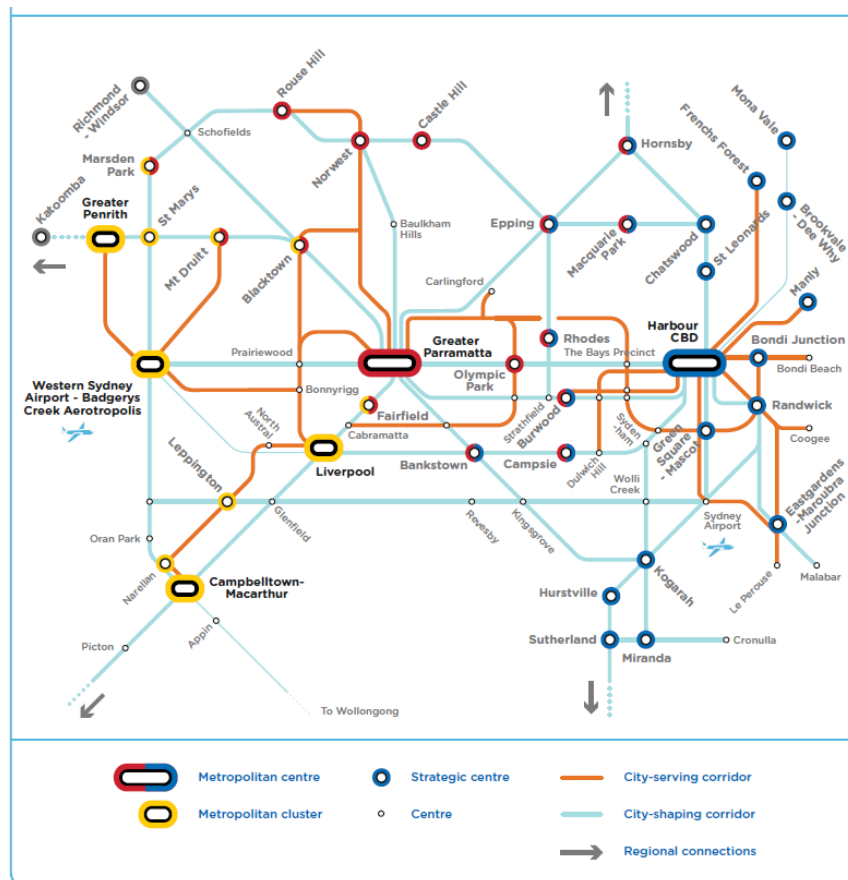 Rouse Hill
Castle Hill
Mona Vale
Frenchs Forest
Richmond
- Windsor
Schofields
Norwest
Hornsby
Marsden
Park
Katoomba
Greater
Penrith
St Marys
Mt Druitt
Blacktown
Baulkham
Hills
Epping
Macquarie
Park
Chatswood
St Leonards
Brookvale
- Dee Why
Manly
Carlingford
Prairiewood
Greater
Parramatta
Olympic
Park
Rhodes
The Bays Precinct
Harbour
CBD
Bondi Junction
Bondi Beach
Western Sydney
Airport - Badgerys
Creek Aerotropolis
Bonnyrigg
North
Austral
Fairfield
Cabramatta
Strathfield
Burwood
Randwick
Coogee
Leppington
Liverpool
Bankstown
Campsie
Dulwich
Hill
Syden
-ham
Green
Square
- Mascot
Wolli
Creek
Eastgardens
-Maroubra
Junction
Oran Park
Glenfield
Revesby
Kingsgrove
Sydney
Airport
Narellan
Campbelltown-
Macarthur
Kogarah
Le Perouse
Malabar
Hurstville
Picton
Appin
Sutherland
Miranda
Cronulla
To Wollongong
Metropolitan centre
Strategic centre
City-serving corridor
Metropolitan cluster
Centre
City-shaping corridor
Regional connections